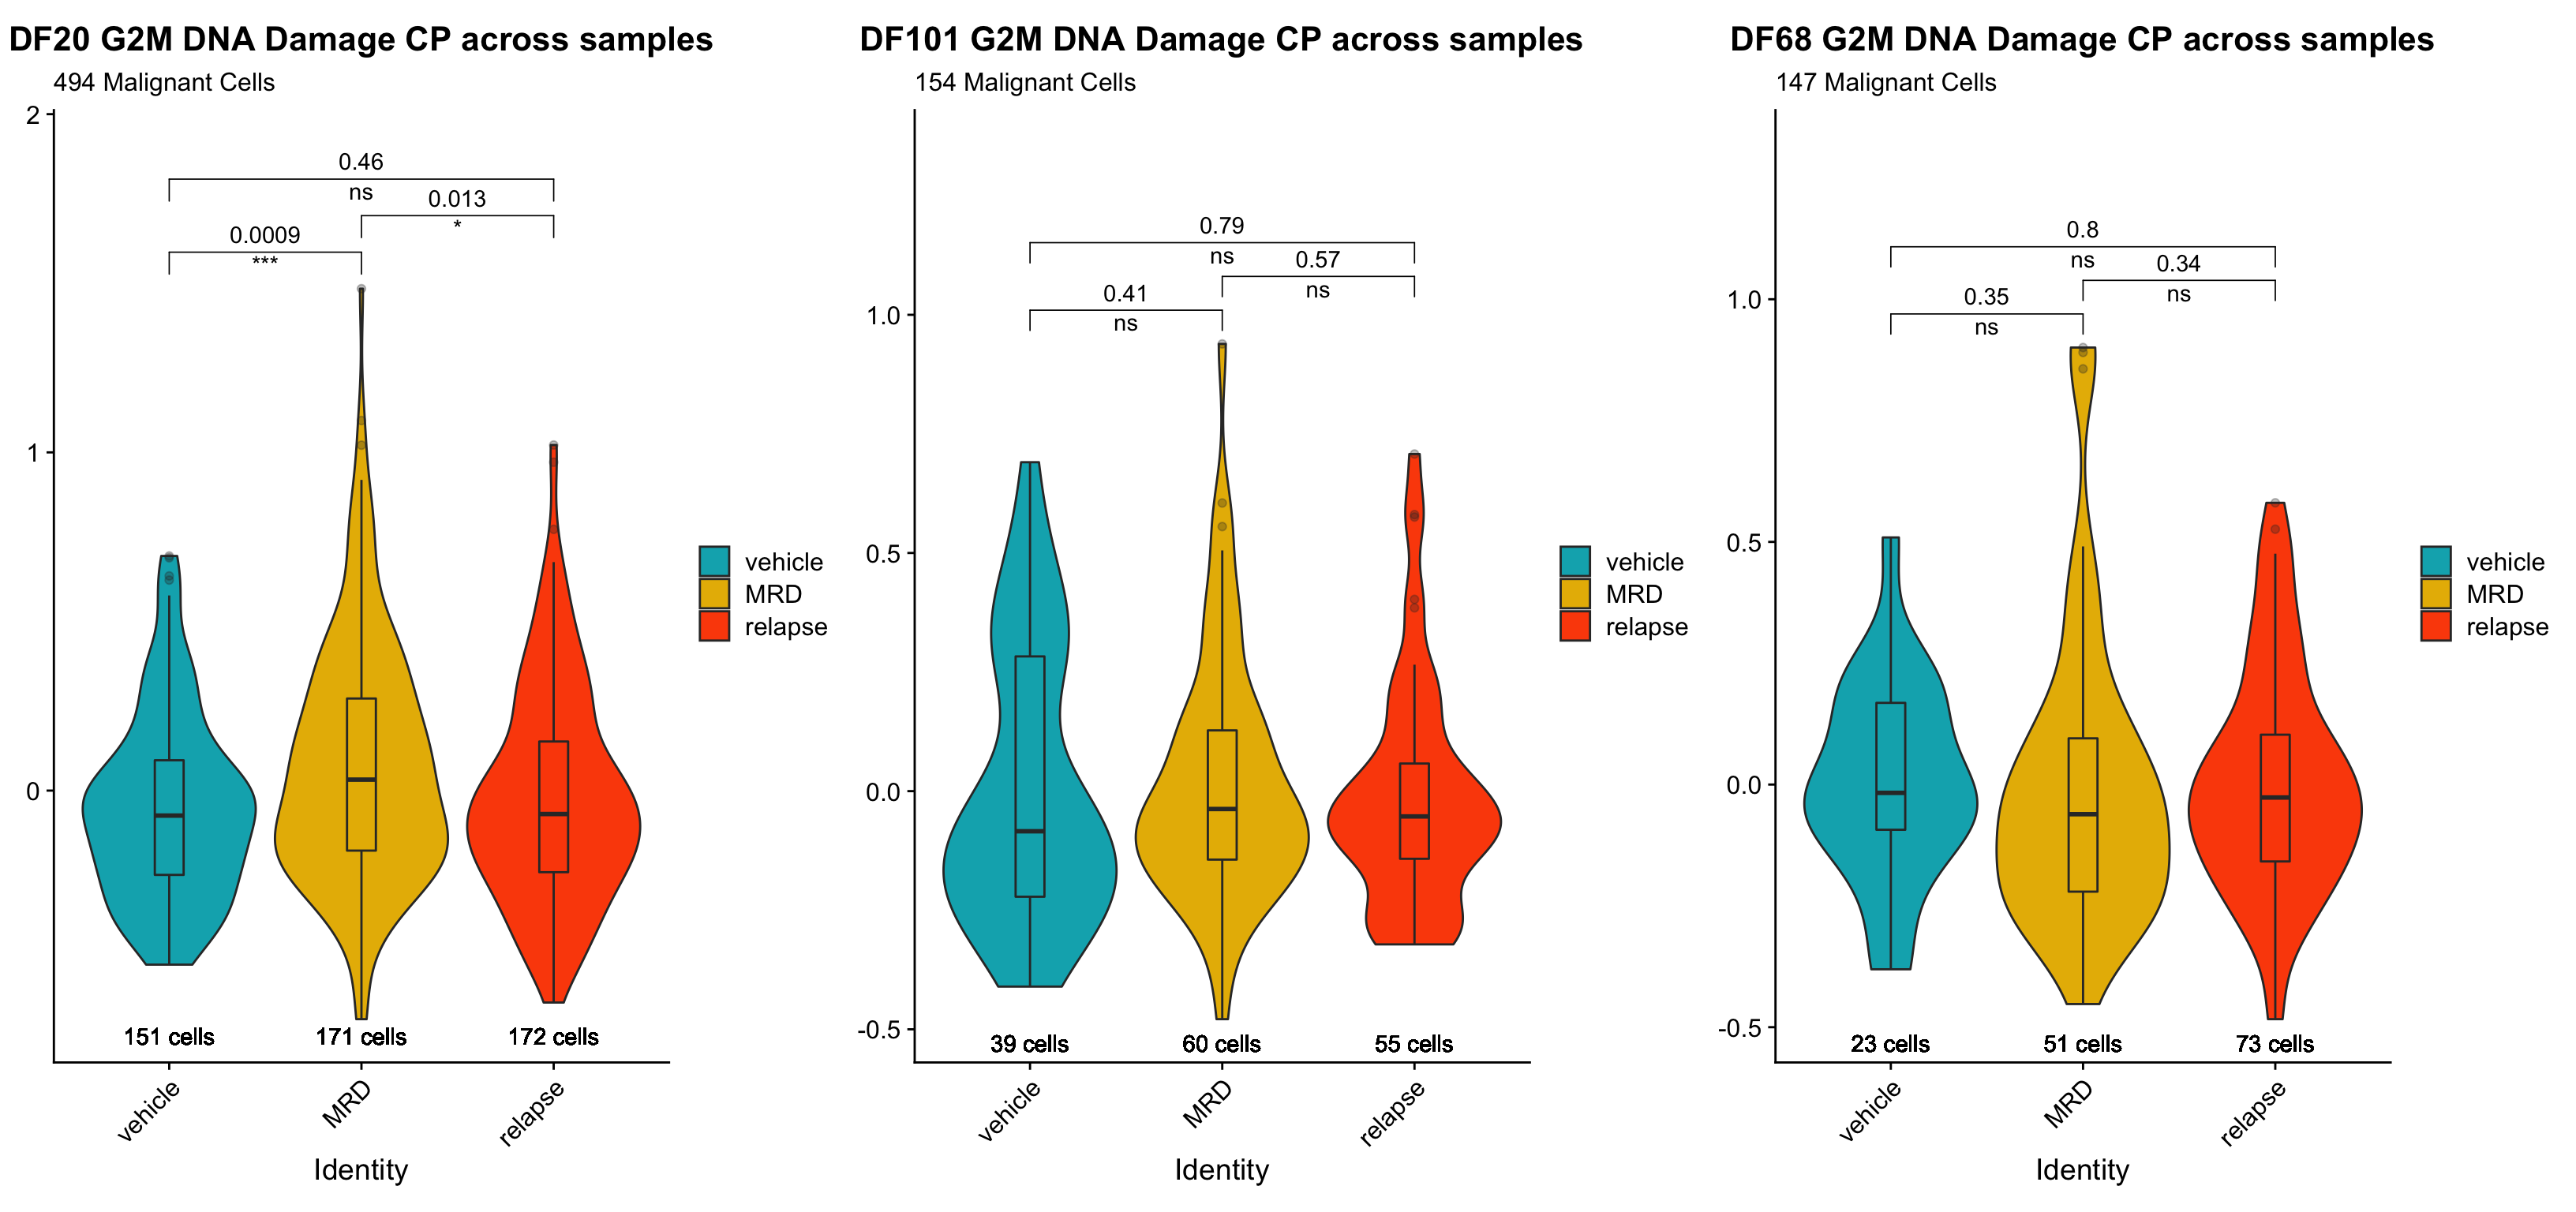 DF20 G2M DNA Damage CP across samples
494 Malignant Cells
2
1
0
0.46
ns
0.013
*
0.0009
***
151 cells
171 cells
172 cells
vehicle
MRD
relapse
Identity
vehicle
MRD
relapse
DF101 G2M DNA Damage CP across samples
154 Malignant Cells
1.0
0.5
0.0
-0.5
0.79
ns
0.57
ns
0.41
ns
39 cells
60 cells
55 cells
vehicle
MRD
relapse
Identity
vehicle
MRD
relapse
DF68 G2M DNA Damage CP across samples
147 Malignant Cells
1.0
0.5
0.0
-0.5
0.8
ns
0.34
ns
0.35
ns
23 cells
51 cells
73 cells
vehicle
MRD
relapse
Identity
vehicle
MRD
relapse